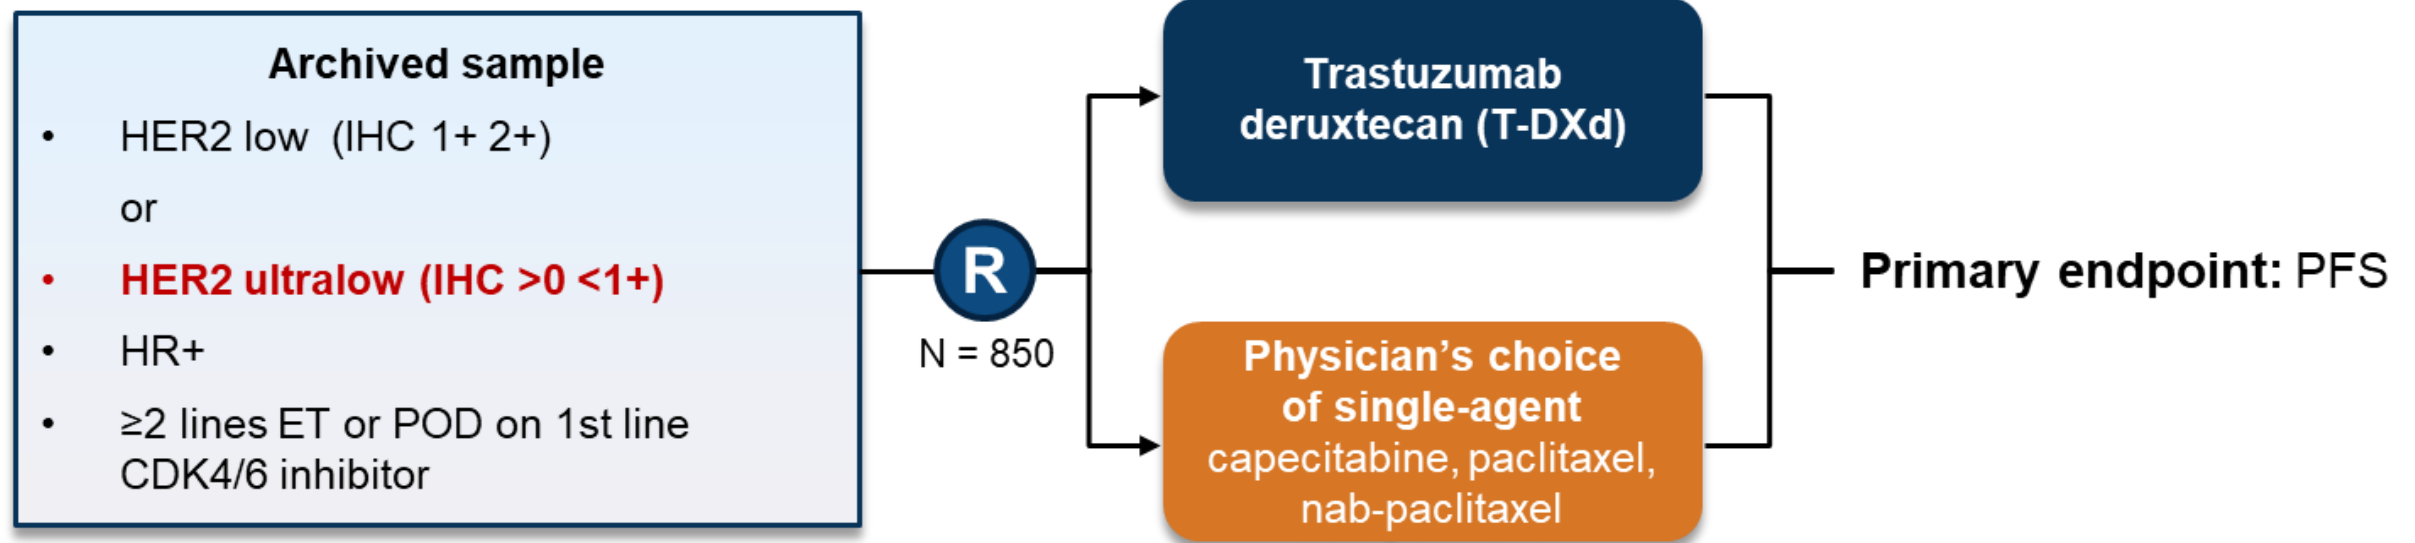 Archived sample
• HER2 low (IHC 1+ 2+)
or
• HER2 ultralow (IHC >0 <1+)
• HR+
• ≥2 lines ET or POD on 1st line
CDK4/6 inhibitor
R
N = 850
Trastuzumab
deruxtecan (T-DXd)
Physician’s choice
of single-agent
capecitabine, paclitaxel,
nab-paclitaxel
Primary endpoint: PFS